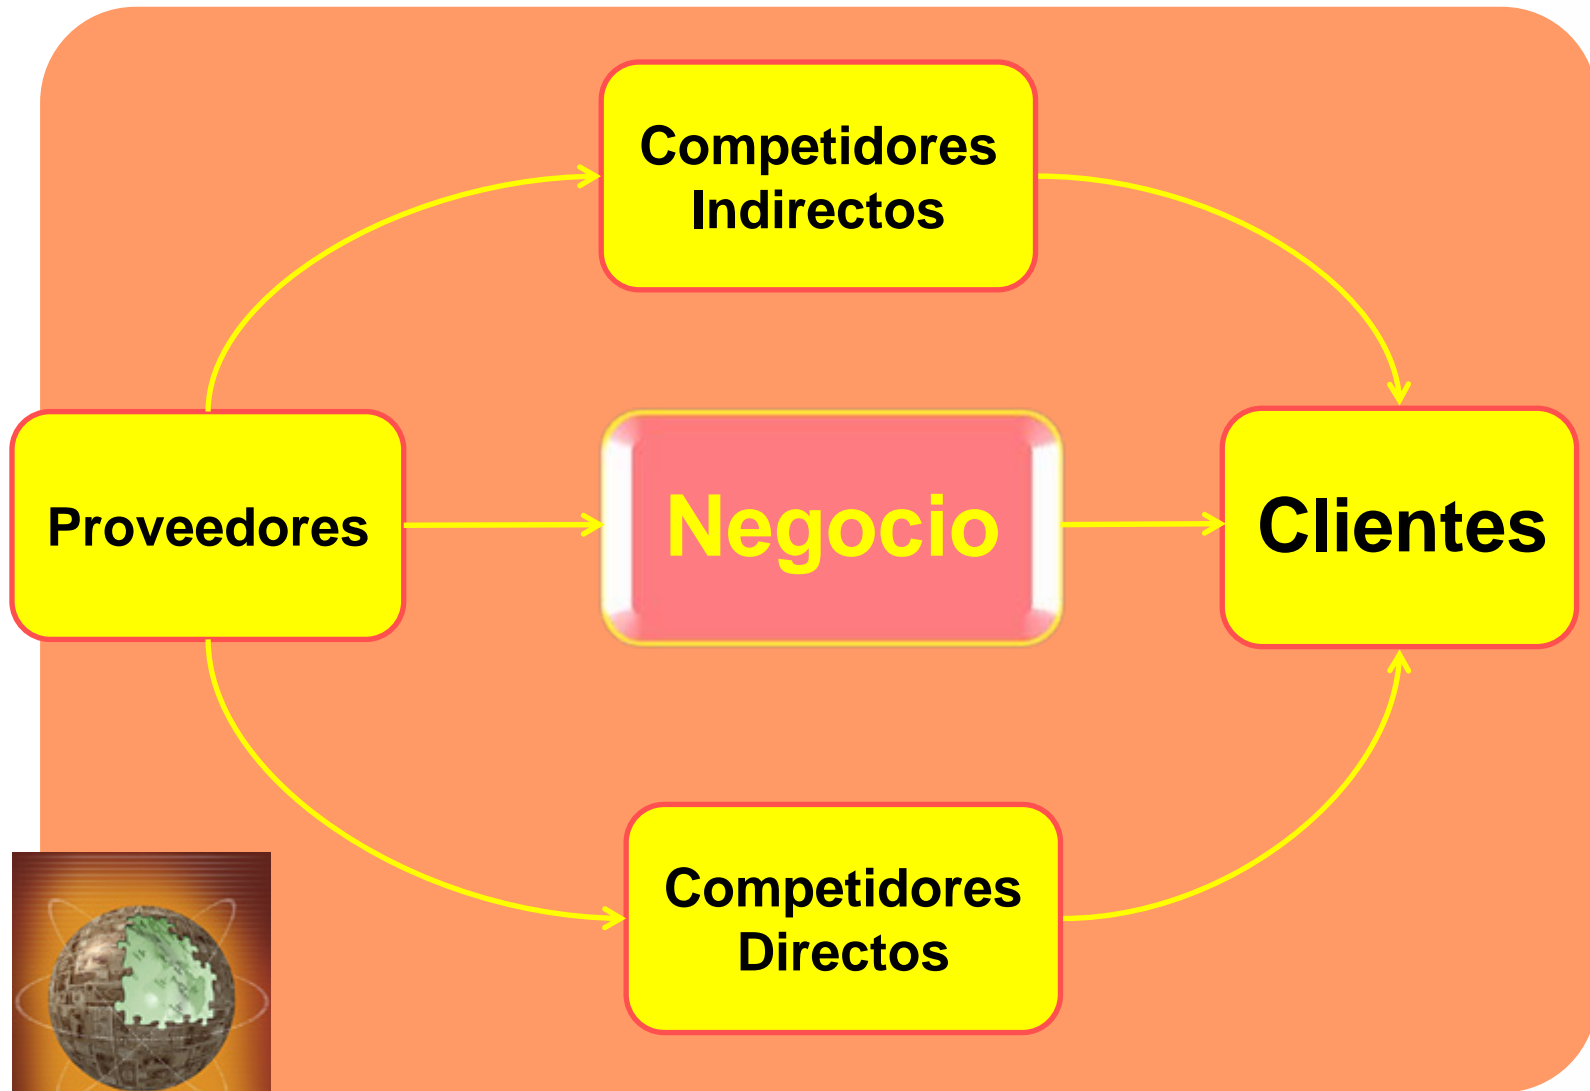 Competidores
Indirectos
Proveedores
Negocio
Clientes
Competidores
Directos